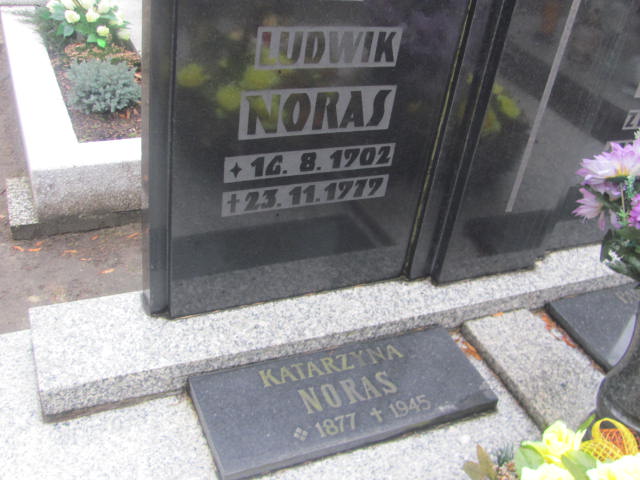 LUDWIK
NORAS
✦ 16. 8. 1902
✝ 23. 11. 1977
KATARZYNA
NORAS
1877 ✝ 1945